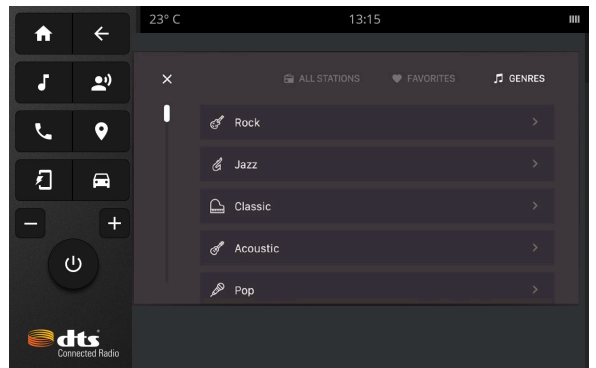 23° C
13:15
ALL STATIONS
FAVORITES
GENRES
Rock
Jazz
Classic
Acoustic
Pop
dts
Connected Radio